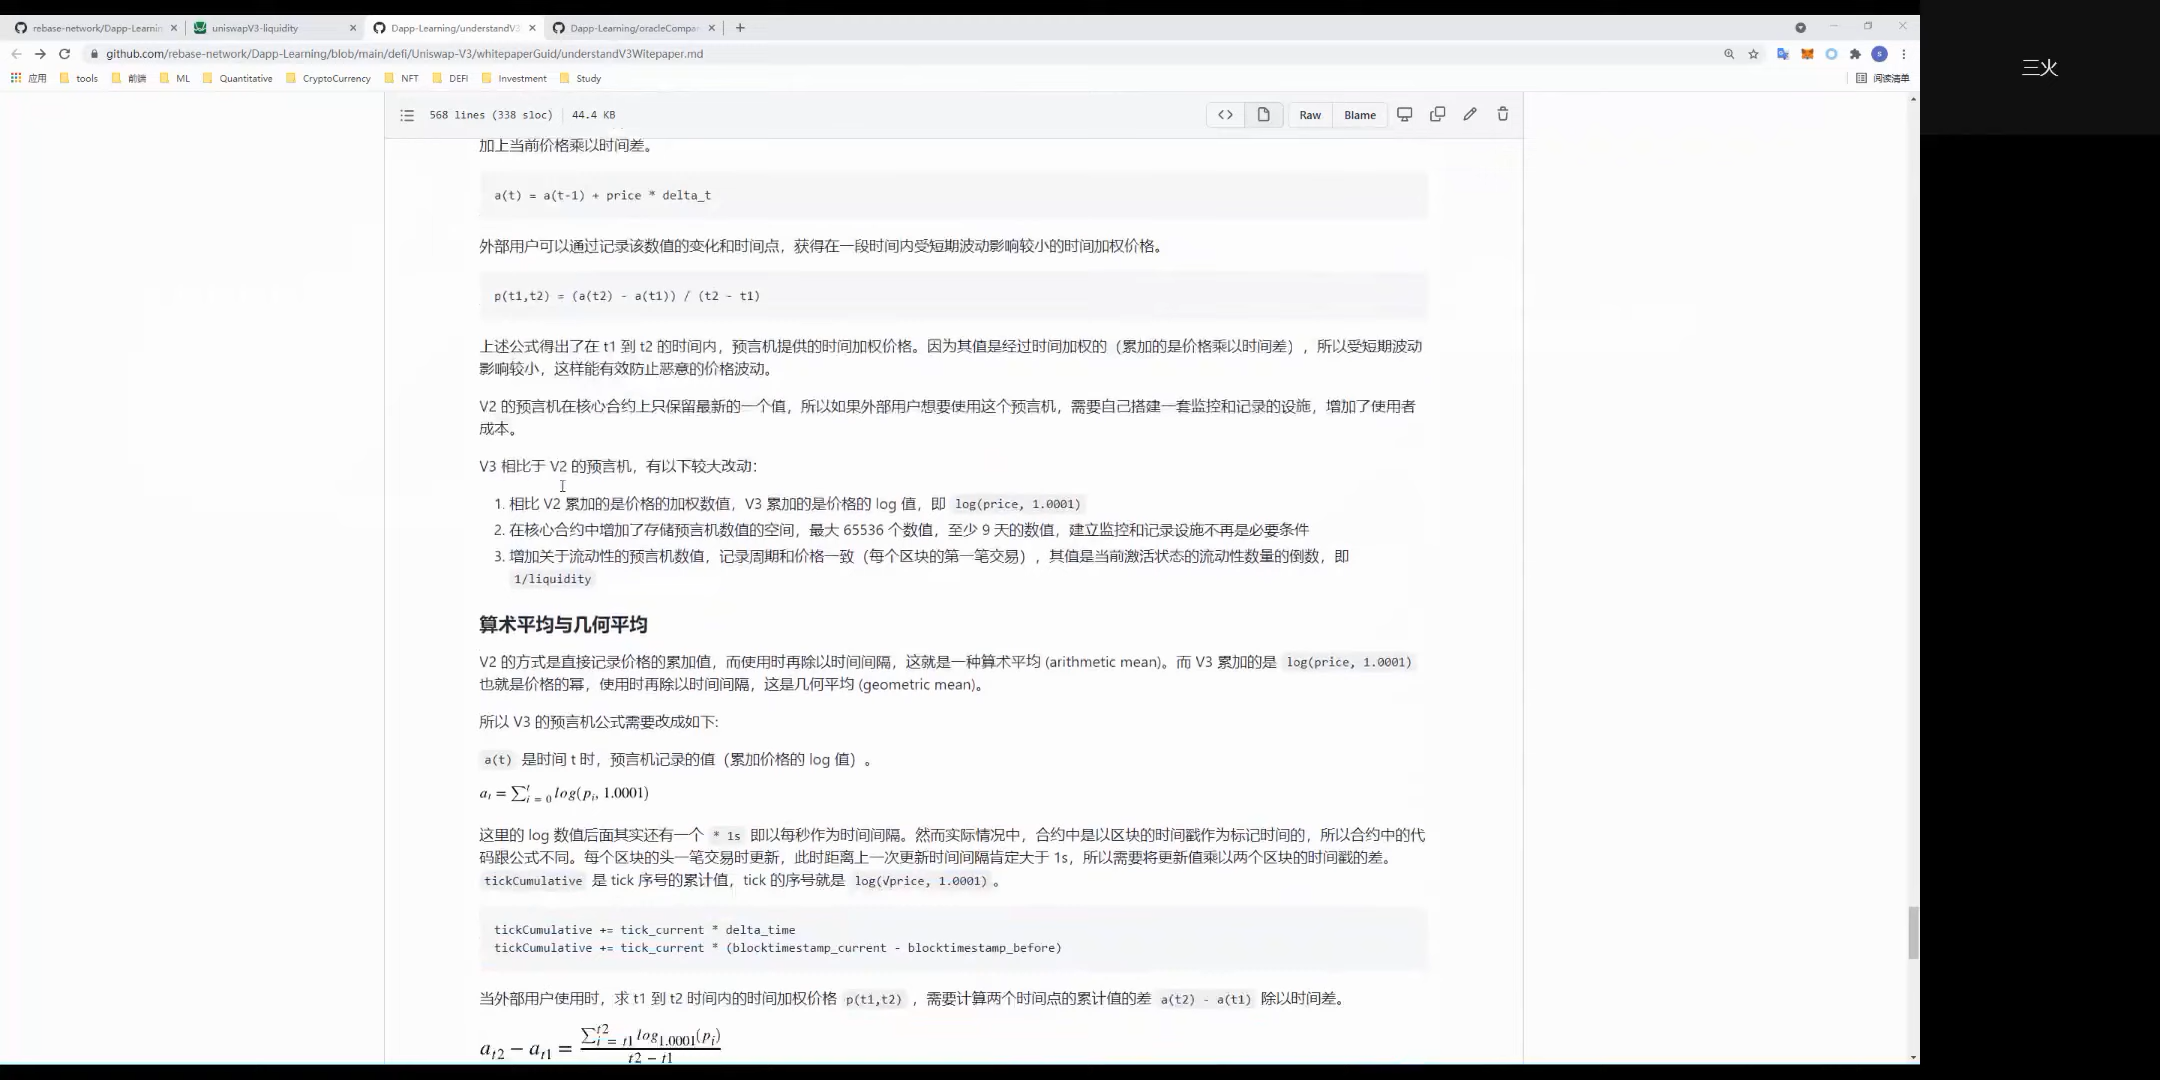 rebase-network/Dapp-Learnin
uniswapV3-liquidity
Dapp-Learning/understandV3
Dapp-Learning/oracleCompar
github.com/rebase-network/Dapp-Learning/blob/main/defi/Uniswap-V3/whitepaperGuid/understandV3Witepaper.md
应用 tools 前端 ML Quantitative CryptoCurrency NFT DEFI Investment Study 阅读清单
三火
568 lines (338 sloc) 44.4 KB Raw Blame
加上当前价格乘以时间差。
a(t) = a(t-1) + price * delta_t
外部用户可以通过记录该数值的变化和时间点，获得在一段时间内受短期波动影响较小的时间加权价格。
p(t1,t2) = (a(t2) - a(t1)) / (t2 - t1)
上述公式得出了在 t1 到 t2 的时间内，预言机提供的时间加权价格。因为其值是经过时间加权的（累加的是价格乘以时间差），所以受短期波动
影响较小，这样能有效防止恶意的价格波动。
V2 的预言机在核心合约上只保留最新的一个值，所以如果外部用户想要使用这个预言机，需要自己搭建一套监控和记录的设施，增加了使用者
成本。
V3 相比于 V2 的预言机，有以下较大改动：
1. 相比 V2 累加的是价格的加权数值，V3 累加的是价格的 log 值，即 log(price, 1.0001)
2. 在核心合约中增加了存储预言机数值的空间，最大 65536 个数值，至少 9 天的数值，建立监控和记录设施不再是必要条件
3. 增加关于流动性的预言机数值，记录周期和价格一致（每个区块的第一笔交易），其值是当前激活状态的流动性数量的倒数，即
1/liquidity
算术平均与几何平均
V2 的方式是直接记录价格的累加值，而使用时再除以时间间隔，这就是一种算术平均 (arithmetic mean)。而 V3 累加的是 log(price, 1.0001)
也就是价格的幂，使用时再除以时间间隔，这是几何平均 (geometric mean)。
所以 V3 的预言机公式需要改成如下:
a(t) 是时间 t 时，预言机记录的值（累加价格的 log 值）。
a_t = ∑_{i = 0}^{t} log(p_i, 1.0001)
这里的 log 数值后面其实还有一个 * 1s 即以每秒作为时间间隔。然而实际情况中，合约中是以区块的时间戳作为标记时间的，所以合约中的代
码跟公式不同。每个区块的头一笔交易时更新，此时距离上一次更新时间间隔肯定大于 1s，所以需要将更新值乘以两个区块的时间戳的差。
tickCumulative 是 tick 序号的累计值，tick 的序号就是 log(√price, 1.0001) 。
tickCumulative += tick_current * delta_time
tickCumulative += tick_current * (blocktimestamp_current - blocktimestamp_before)
当外部用户使用时，求 t1 到 t2 时间内的时间加权价格 p(t1,t2) ，需要计算两个时间点的累计值的差 a(t2) - a(t1) 除以时间差。
a_{t2} − a_{t1} = ∑_{i = t1}^{t2} log_{1.0001}(p_i) / t2 − t1